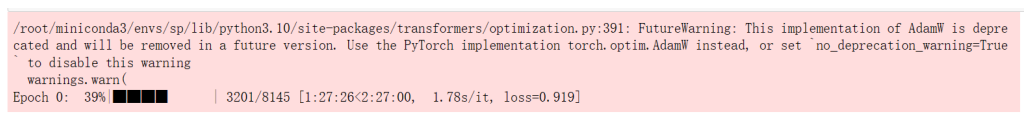 /root/miniconda3/envs/sp/lib/python3.10/site-packages/transformers/optimization.py:391: FutureWarning: This implementation of AdamW is depre
cated and will be removed in a future version. Use the PyTorch implementation torch.optim.AdamW instead, or set `no_deprecation_warning=True
` to disable this warning
  warnings.warn(
Epoch 0:  39%|████      | 3201/8145 [1:27:26<2:27:00,  1.78s/it, loss=0.919]